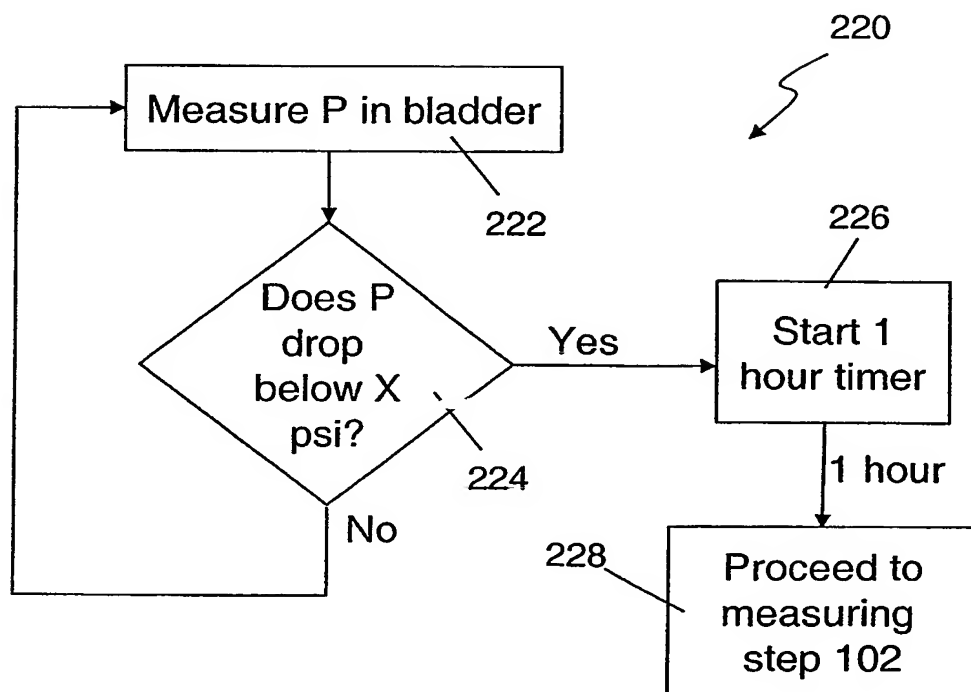 220
Measure P in bladder
222
226
Does P
drop
below X
psi?
224
Yes
Start 1
hour timer
1 hour
No
228
Proceed to
measuring
step 102